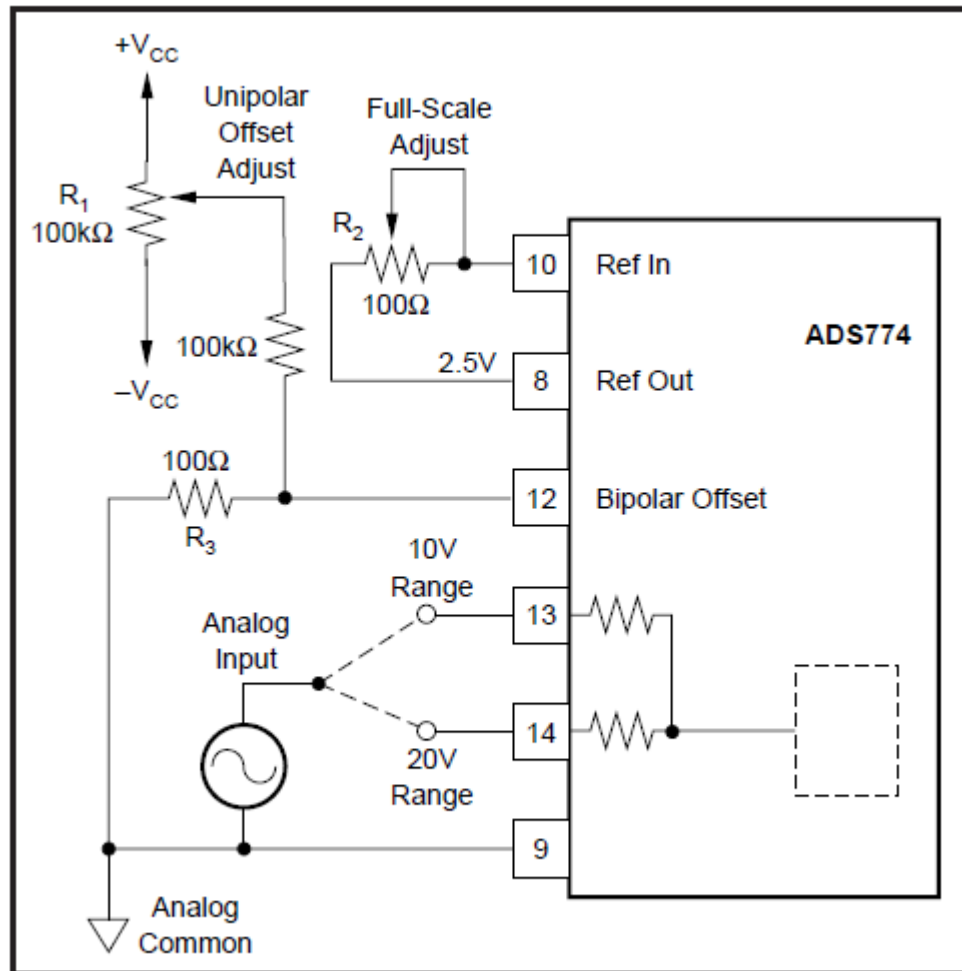 +VCC
Unipolar
Offset
Adjust
Full-Scale
Adjust
R1
100kΩ
R2
100Ω
10
Ref In
ADS774
100kΩ
2.5V
8
Ref Out
–VCC
100Ω
R3
12
Bipolar Offset
10V
Range
13
Analog
Input
14
20V
Range
9
Analog
Common